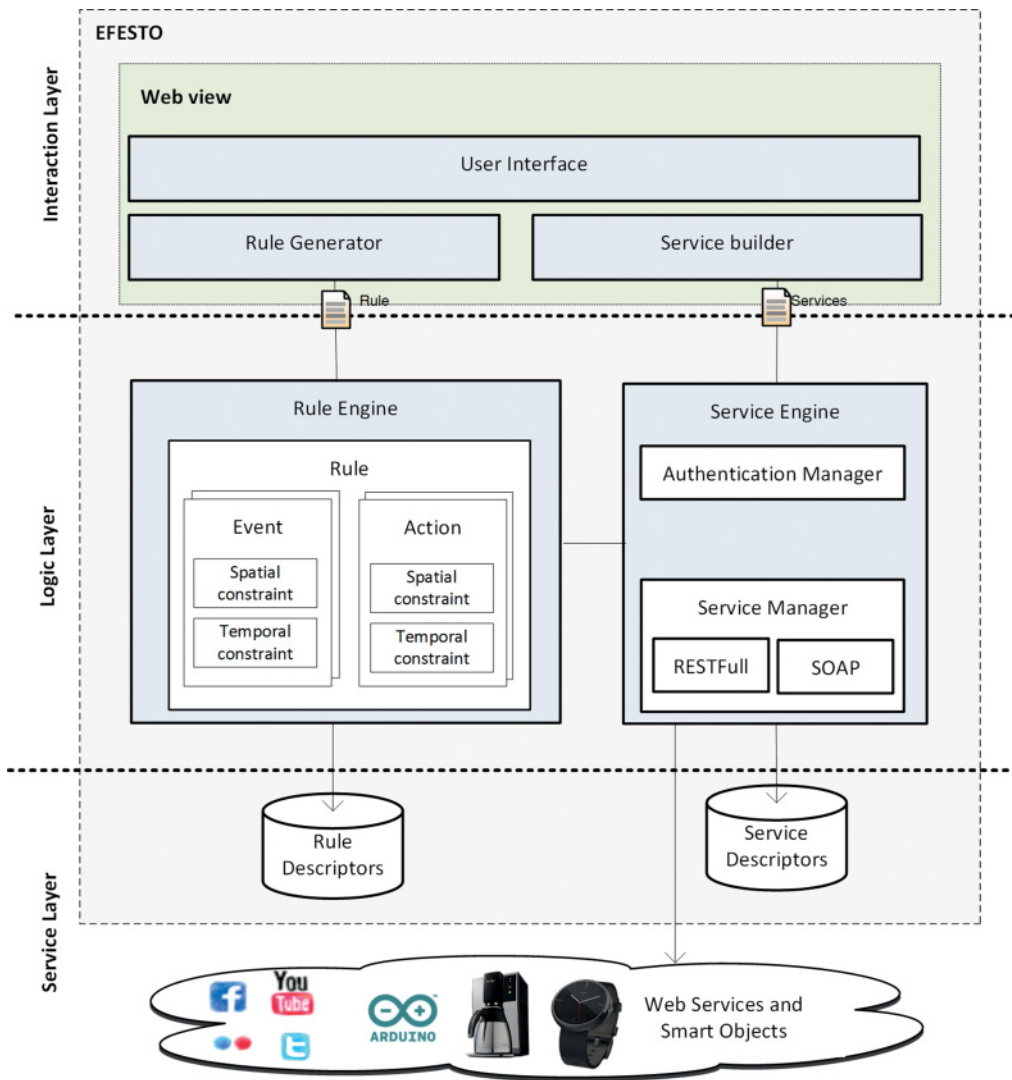 EFESTO
Interaction Layer
Web view
User Interface
Rule Generator
Service builder
Rule
Services
Logic Layer
Rule Engine
Rule
Event
Spatial
constraint
Temporal
constraint
Action
Spatial
constraint
Temporal
constraint
Service Engine
Authentication Manager
Service Manager
RESTFull
SOAP
Service Layer
Rule
Descriptors
Service
Descriptors
f
You
Tube
t
ARDUINO
TM
Web Services and
Smart Objects